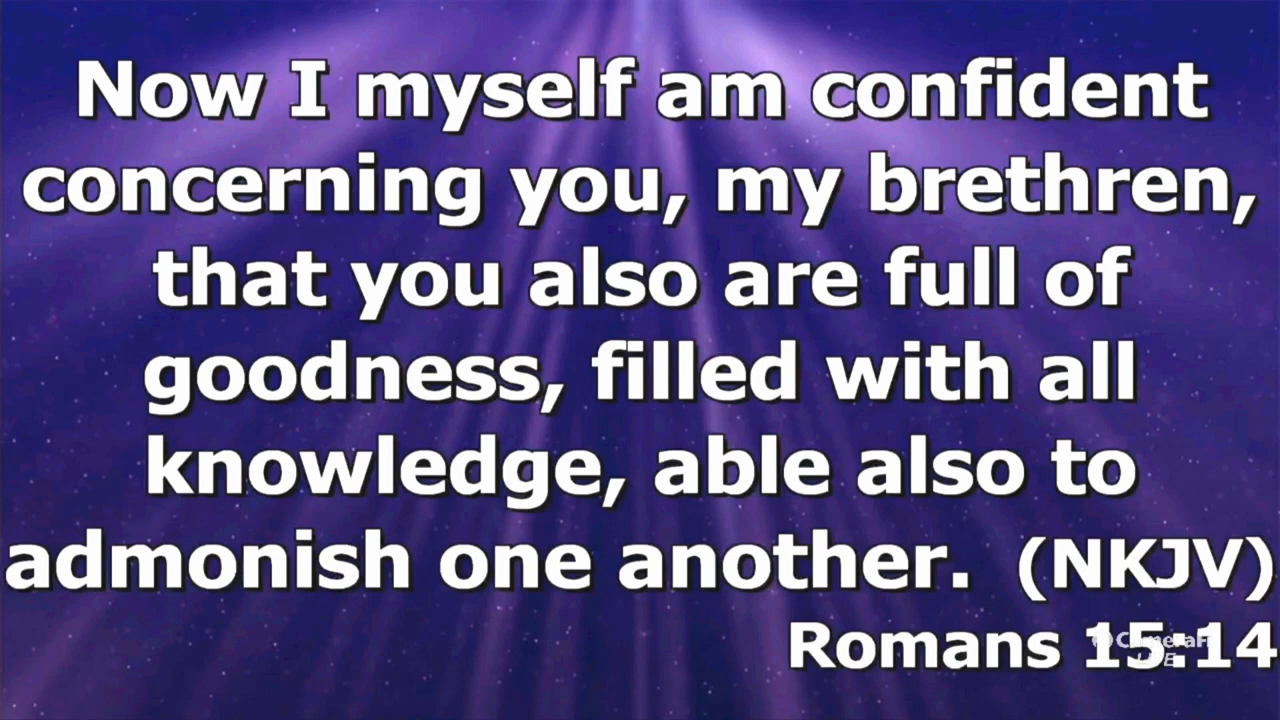 Now I myself am confident
concerning you, my brethren,
that you also are full of
goodness, filled with all
knowledge, able also to
admonish one another. (NKJV)
Romans 15:14